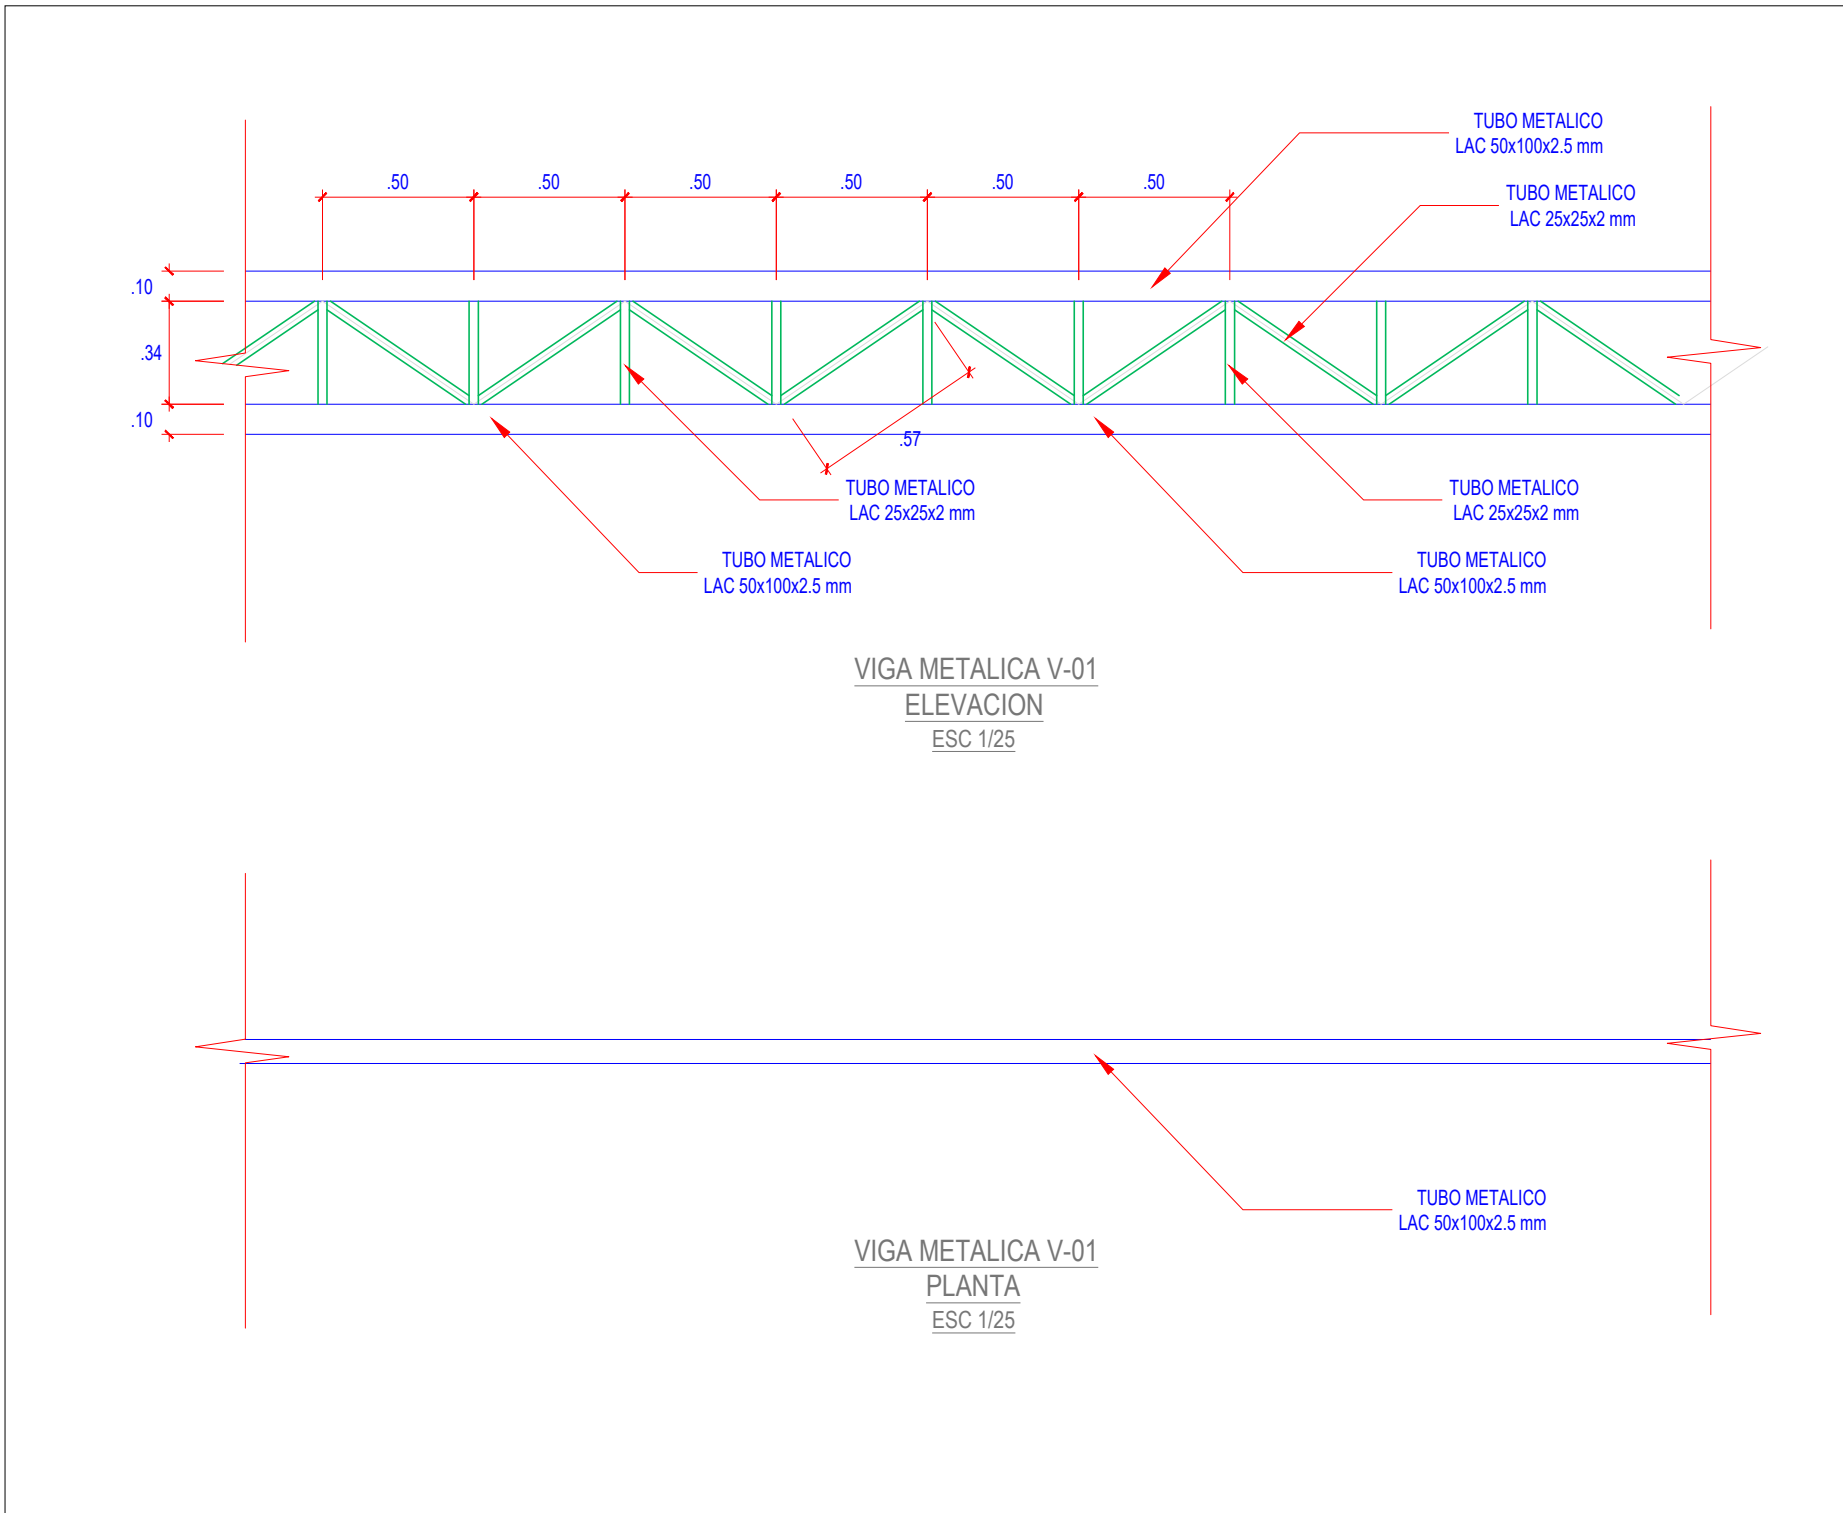 TUBO METALICO
LAC 50x100x2.5 mm
.50
.50
.50
.50
.50
.50
TUBO METALICO
LAC 25x25x2 mm
.10
.34
.10
.57
TUBO METALICO
LAC 25x25x2 mm
TUBO METALICO
LAC 25x25x2 mm
TUBO METALICO
LAC 50x100x2.5 mm
TUBO METALICO
LAC 50x100x2.5 mm
VIGA METALICA V-01
ELEVACION
ESC 1/25
TUBO METALICO
LAC 50x100x2.5 mm
VIGA METALICA V-01
PLANTA
ESC 1/25